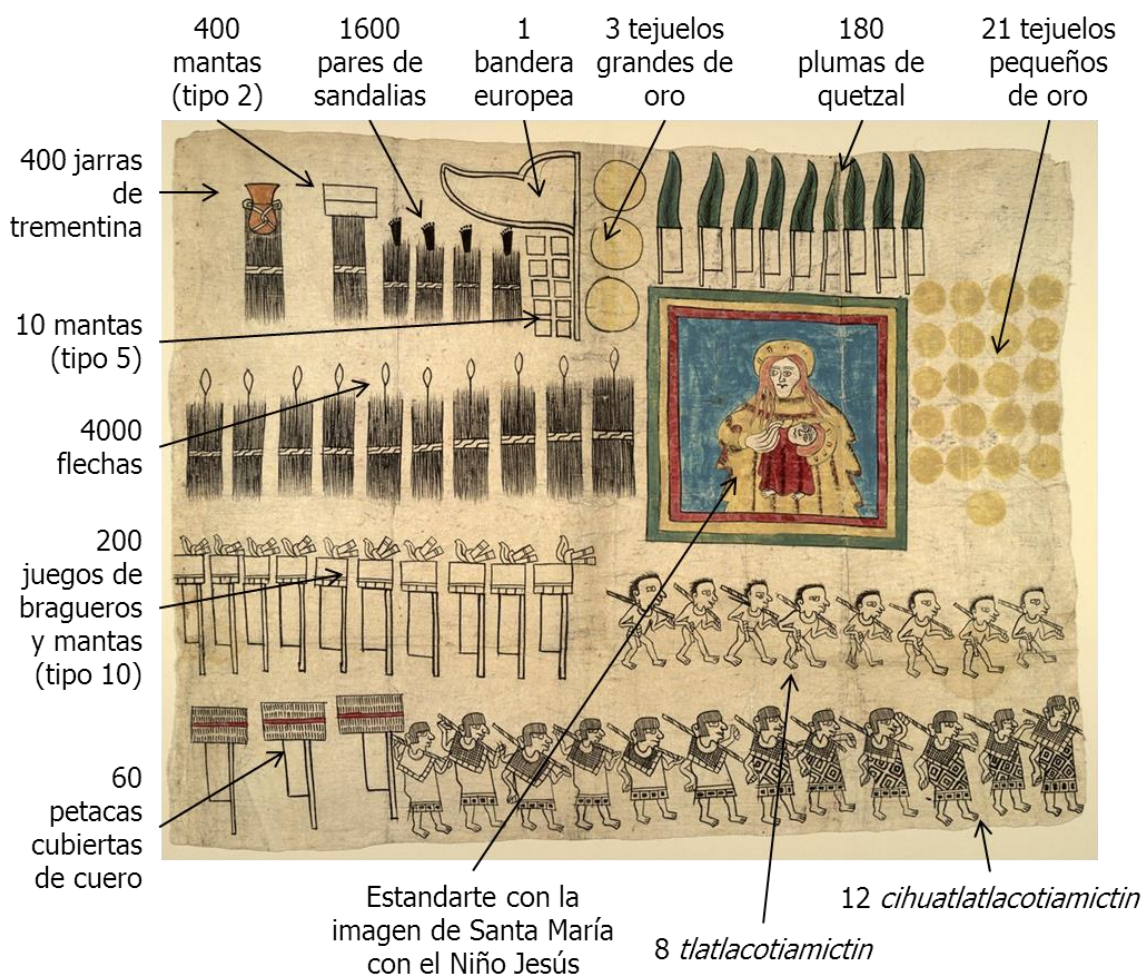 400
mantas
(tipo 2)
1600
pares de
sandalias
1
bandera
europea
3 tejuelos
grandes de
oro
180
plumas de
quetzal
21 tejuelos
pequeños
de oro
400 jarras
de
trementina
10 mantas
(tipo 5)
4000
flechas
200
juegos de
bragueros
y mantas
(tipo 10)
60
petacas
cubiertas
de cuero
Estandarte con la
imagen de Santa María
con el Niño Jesús
8 tlatlacotiamictin
12 cihuatlatlacotiamictin